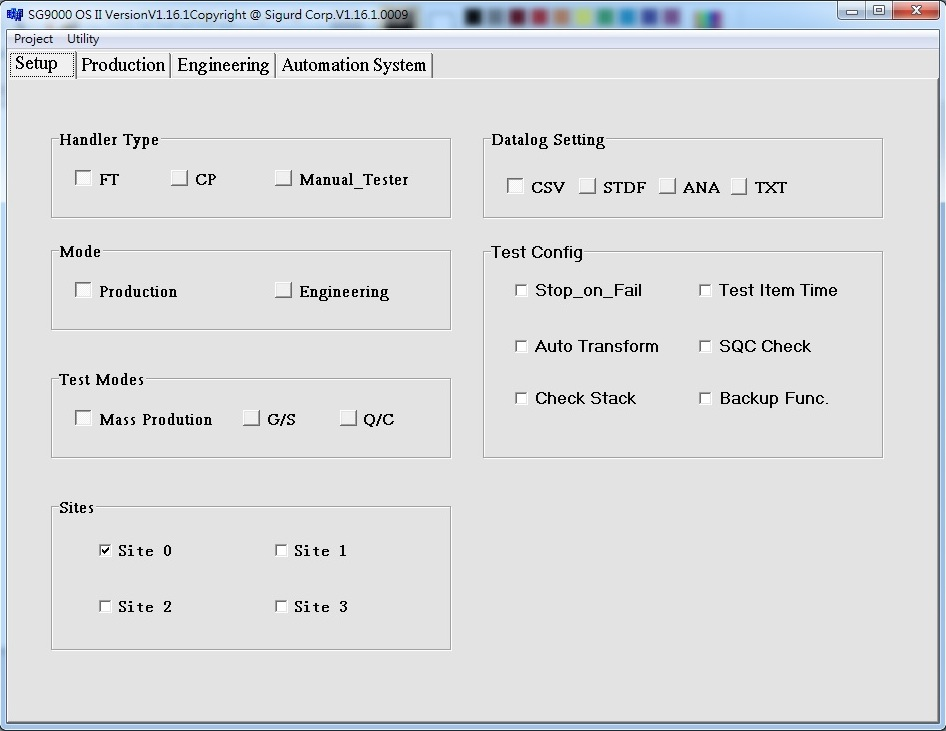 SG9000 OS II VersionV1.16.1Copyright @ Sigurd Corp.V1.16.1.0009
Project Utility
Setup Production Engineering Automation System
Handler Type
FT CP Manual_Tester
Datalog Setting
CSV STDF ANA TXT
Mode
Production Engineering
Test Config
Stop_on_Fail Test Item Time
Auto Transform SQC Check
Check Stack Backup Func.
Test Modes
Mass Prodution G/S Q/C
Sites
Site 0 Site 1
Site 2 Site 3